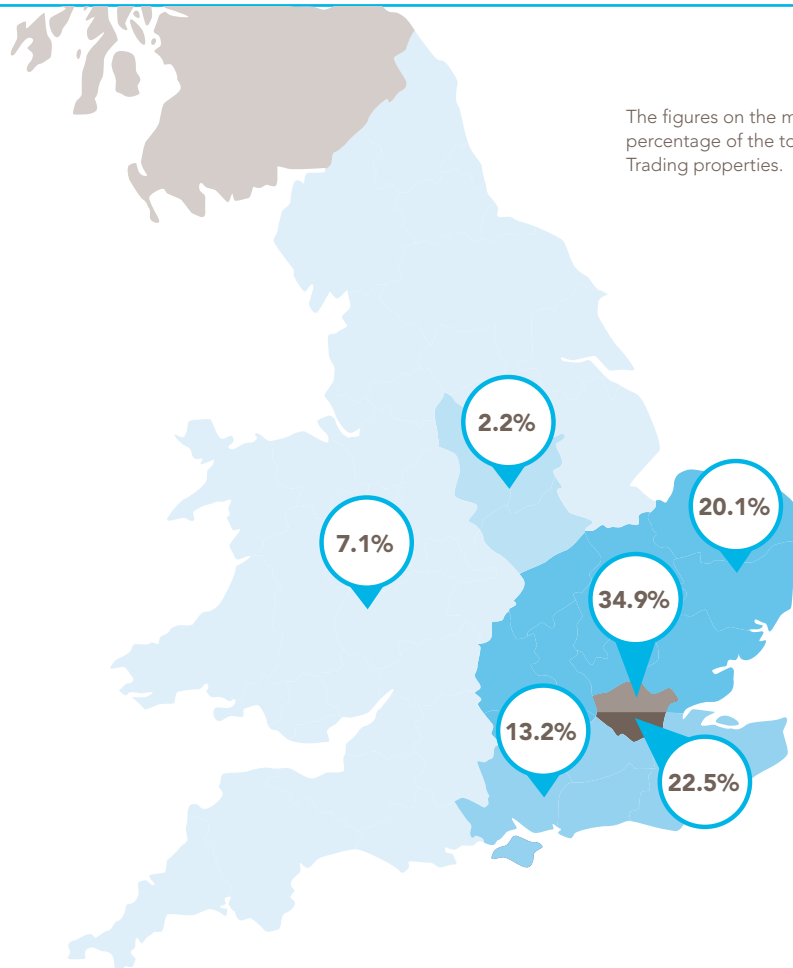 The figures on the m
percentage of the to
Trading properties.
2.2%
20.1%
7.1%
34.9%
13.2%
22.5%